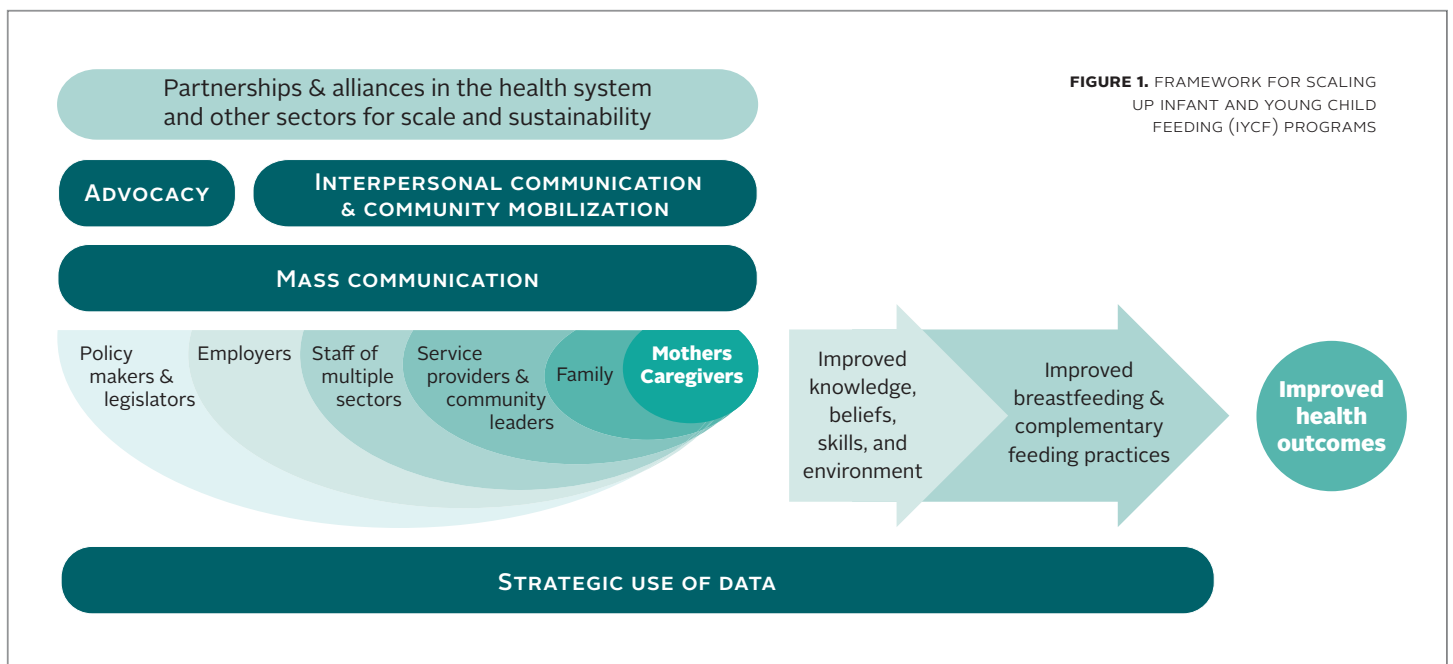 Partnerships & alliances in the health system
and other sectors for scale and sustainability
FIGURE 1. FRAMEWORK FOR SCALING
UP INFANT AND YOUNG CHILD
FEEDING (IYCF) PROGRAMS
ADVOCACY
INTERPERSONAL COMMUNICATION
& COMMUNITY MOBILIZATION
MASS COMMUNICATION
Policy
makers &
legislators
Employers
Staff of
multiple
sectors
Service
providers &
community
leaders
Family
Mothers
Caregivers
Improved
knowledge,
beliefs,
skills, and
environment
Improved
breastfeeding &
complementary
feeding practices
Improved
health
outcomes
STRATEGIC USE OF DATA